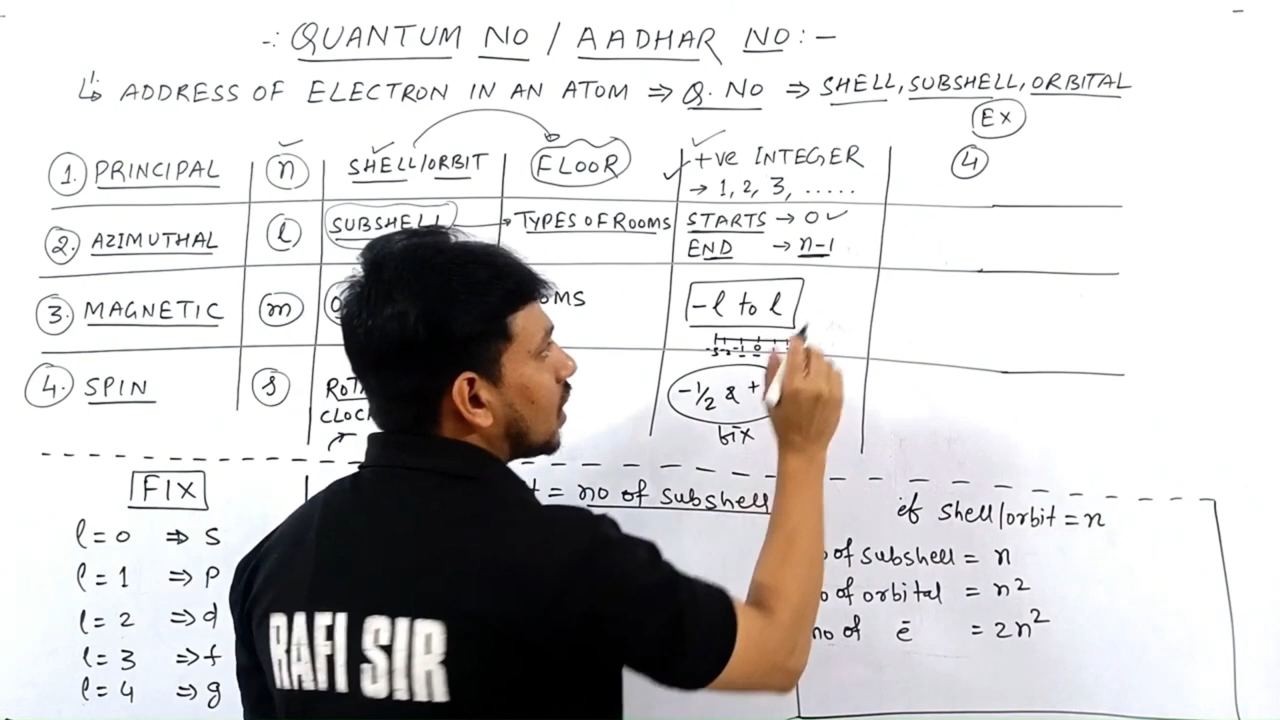 -: QUANTUM NO / AADHAR NO :-
ADDRESS OF ELECTRON IN AN ATOM ⇒ Q. NO ⇒ SHELL, SUBSHELL, ORBITAL
Ex
1. PRINCIPAL n SHELL/ORBIT FLOOR +ve INTEGER 4
→ 1, 2, 3, .....
2. AZIMUTHAL l SUBSHELL → TYPES OF ROOMS STARTS → 0
END → n-1
3. MAGNETIC m -l to l
-1 0
4. SPIN s -1/2 & +
CLOCK
fix
FIX
= no of subshell
if shell/orbit = n
l = 0 ⇒ s
of subshell = n
l = 1 ⇒ p
of orbital = n²
l = 2 ⇒ d
no of ē = 2n²
l = 3 ⇒ f
l = 4 ⇒ g
RAFI SIR